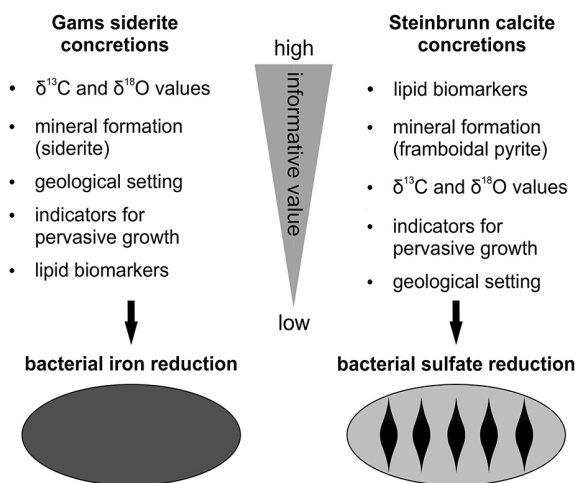 Gams siderite
concretions
• δ¹³C and δ¹⁸O values
• mineral formation
(siderite)
• geological setting
• indicators for
pervasive growth
• lipid biomarkers
bacterial iron reduction
high
informative value
low
Steinbrunn calcite
concretions
• lipid biomarkers
• mineral formation
(framboidal pyrite)
• δ¹³C and δ¹⁸O values
• indicators for
pervasive growth
• geological setting
bacterial sulfate reduction